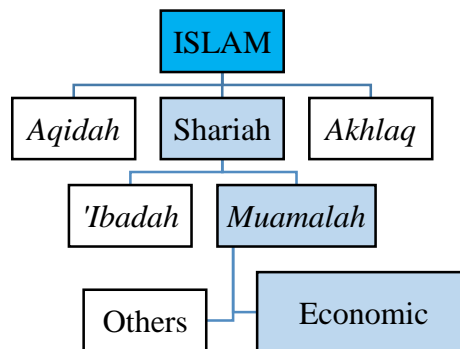 ISLAM
Aqidah
Shariah
Akhlaq
'Ibadah
Muamalah
Others
Economic